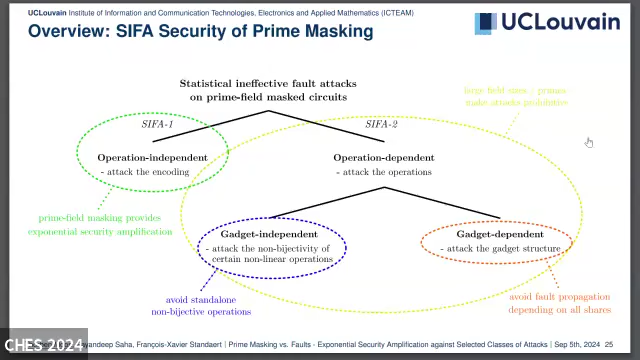 UCLouvain Institute of Information and Communication Technologies, Electronics and Applied Mathematics (ICTEAM)
UCLouvain
Overview: SIFA Security of Prime Masking
Statistical ineffective fault attacks
on prime-field masked circuits
large field sizes
make attacks
SIFA-1
SIFA-2
Operation-independent
- attack the encoding
Operation-dependent
- attack the operations
prime-field masking provides
exponential security amplification
Gadget-independent
- attack the non-bijectivity of
certain non-linear operations
Gadget-dependent
- attack the gadget structure
avoid standalone
non-bijective operations
avoid fault propagation
depending on all shares
CHES 2024
Saha, François-Xavier Standaert | Prime Masking vs. Faults - Exponential Security Amplification against Selected Classes of Attacks | Sep 5th, 2024 25